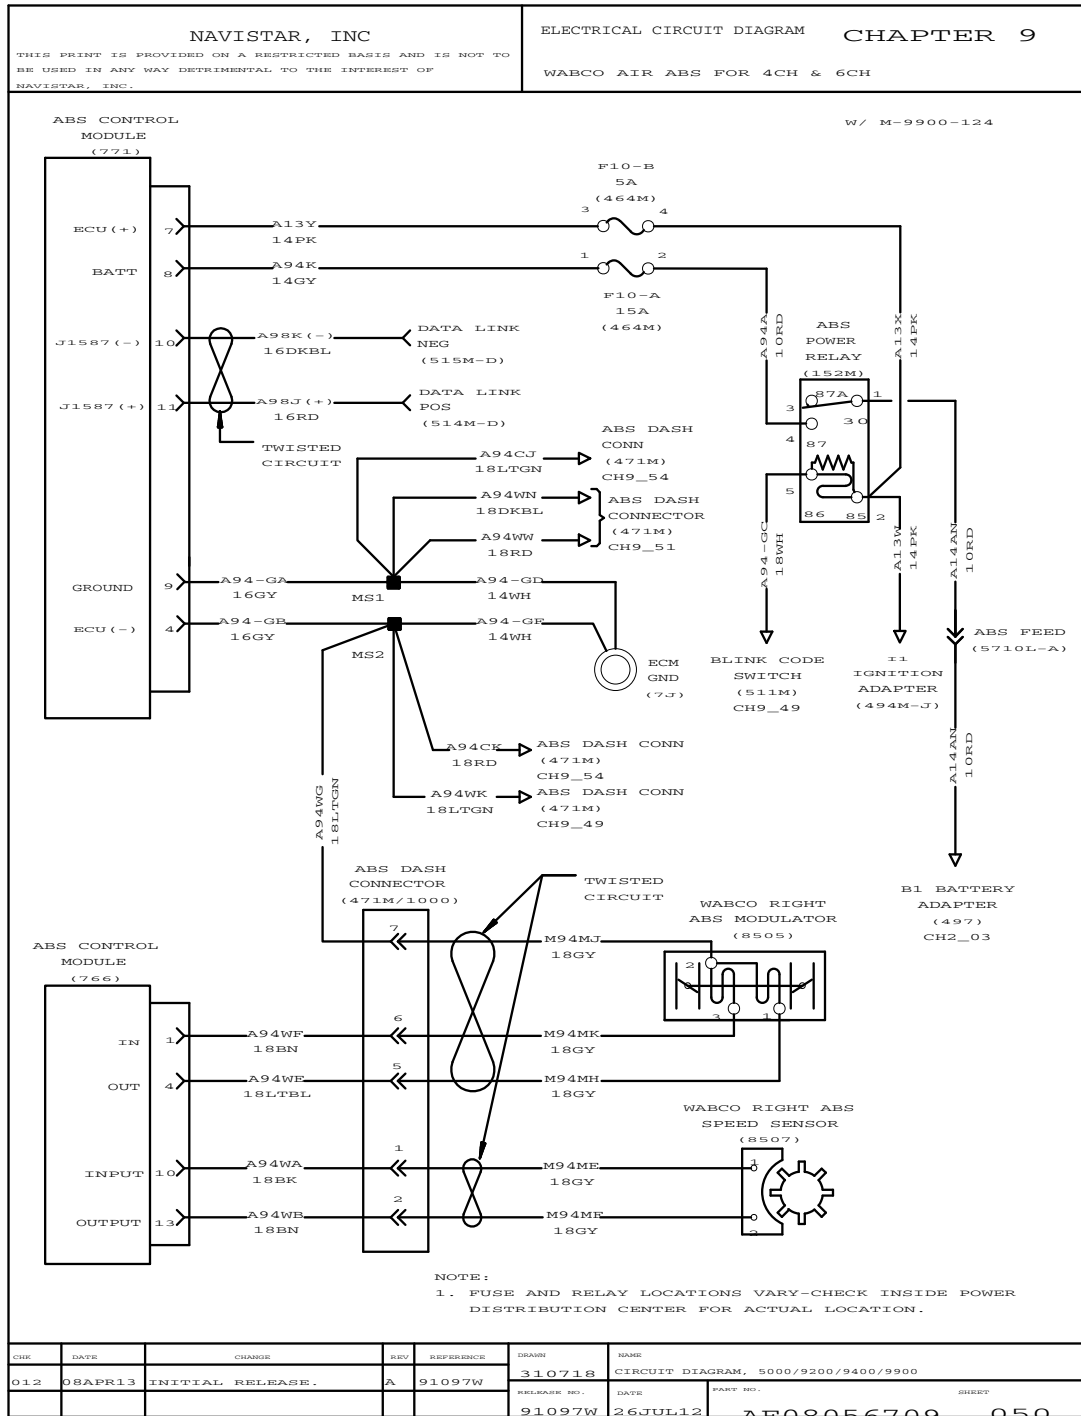 NAVISTAR, INC
THIS PRINT IS PROVIDED ON A RESTRICTED BASIS AND IS NOT TO
BE USED IN ANY WAY DETRIMENTAL TO THE INTEREST OF
NAVISTAR, INC.
ELECTRICAL CIRCUIT DIAGRAM
CHAPTER 9
WABCO AIR ABS FOR 4CH & 6CH
W/ M-9900-124
ABS CONTROL
MODULE
(771)
ECU(+)
7
A13Y
14PK
F10-B
5A
(464M)
3
4
BATT
8
A94K
14GY
1
2
F10-A
15A
(464M)
J1587(-)
10
A98K(-)
16DKBL
DATA LINK
NEG
(515M-D)
J1587(+)
11
A98J(+)
16RD
DATA LINK
POS
(514M-D)
TWISTED
CIRCUIT
A94A
10RD
A13X
14PK
ABS
POWER
RELAY
(152M)
87A
3
1
30
4
87
5
86
85
2
A94CJ
18LTGN
ABS DASH
CONN
(471M)
CH9_54
A94WN
18DKBL
A94WW
18RD
ABS DASH
CONNECTOR
(471M)
CH9_51
A94-GC
18WH
A13W
14PK
A14AN
10RD
GROUND
9
A94-GA
16GY
MS1
A94-GD
14WH
ECU(-)
4
A94-GB
16GY
MS2
A94-GE
14WH
ECM
GND
(7J)
BLINK CODE
SWITCH
(511M)
CH9_49
I1
IGNITION
ADAPTER
(494M-J)
ABS FEED
(5710L-A)
A14AN
10RD
A94CK
18RD
ABS DASH CONN
(471M)
CH9_54
A94WK
18LTGN
ABS DASH CONN
(471M)
CH9_49
A94WG
18LTGN
B1 BATTERY
ADAPTER
(497)
CH2_03
ABS DASH
CONNECTOR
(471M/1000)
TWISTED
CIRCUIT
WABCO RIGHT
ABS MODULATOR
(8505)
7
M94MJ
18GY
2
3
1
ABS CONTROL
MODULE
(766)
IN
1
A94WF
18BN
6
M94MK
18GY
OUT
4
A94WE
18LTBL
5
M94MH
18GY
WABCO RIGHT ABS
SPEED SENSOR
(8507)
INPUT
10
A94WA
18BK
1
M94ME
18GY
1
OUTPUT
13
A94WB
18BN
2
M94MF
18GY
2
NOTE:
1. FUSE AND RELAY LOCATIONS VARY-CHECK INSIDE POWER
DISTRIBUTION CENTER FOR ACTUAL LOCATION.
CHK DATE CHANGE REV REFERENCE
012 08APR13 INITIAL RELEASE. A 91097W
DRAWN
310718
NAME
CIRCUIT DIAGRAM, 5000/9200/9400/9900
RELEASE NO.
91097W
DATE
26JUL12
PART NO.
AE08056709
SHEET
050